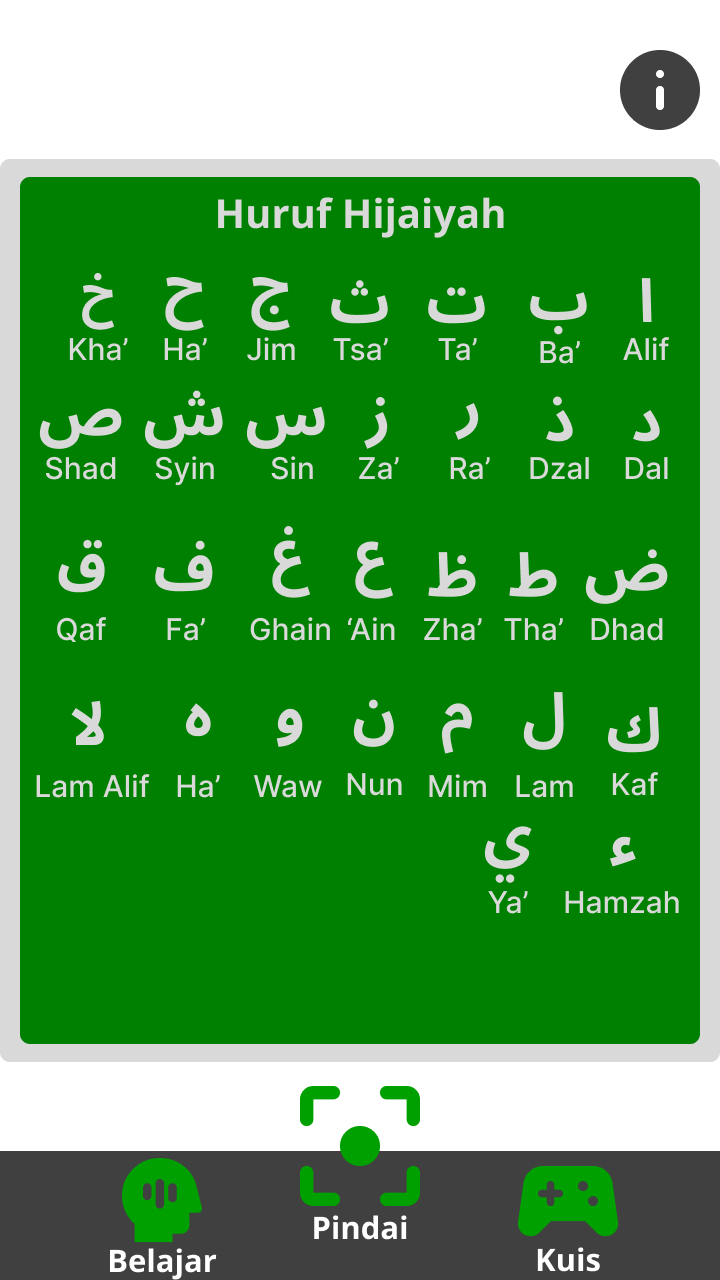 Huruf Hijaiyah
ا ب ت ث ج ح خ
Alif Ba’ Ta’ Tsa’ Jim Ha’ Kha’
د ذ ر ز س ش ص
Dal Dzal Ra’ Za’ Sin Syin Shad
ض ط ظ ع غ ف ق
Dhad Tha’ Zha’ ‘Ain Ghain Fa’ Qaf
ك ل م ن و ه لا
Kaf Lam Mim Nun Waw Ha’ Lam Alif
ء ي
Hamzah Ya’
Belajar Pindai Kuis